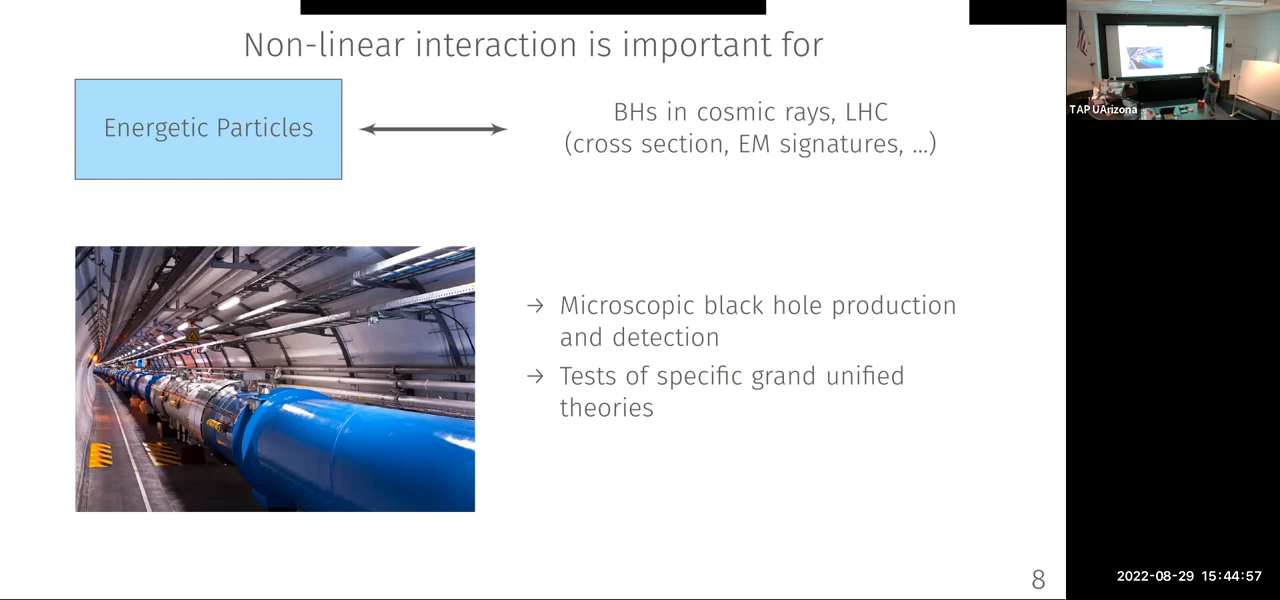 Non-linear interaction is important for
Energetic Particles
BHs in cosmic rays, LHC
(cross section, EM signatures, ...)
→ Microscopic black hole production
and detection
→ Tests of specific grand unified
theories
8
TAP UArizona
2022-08-29 15:44:57